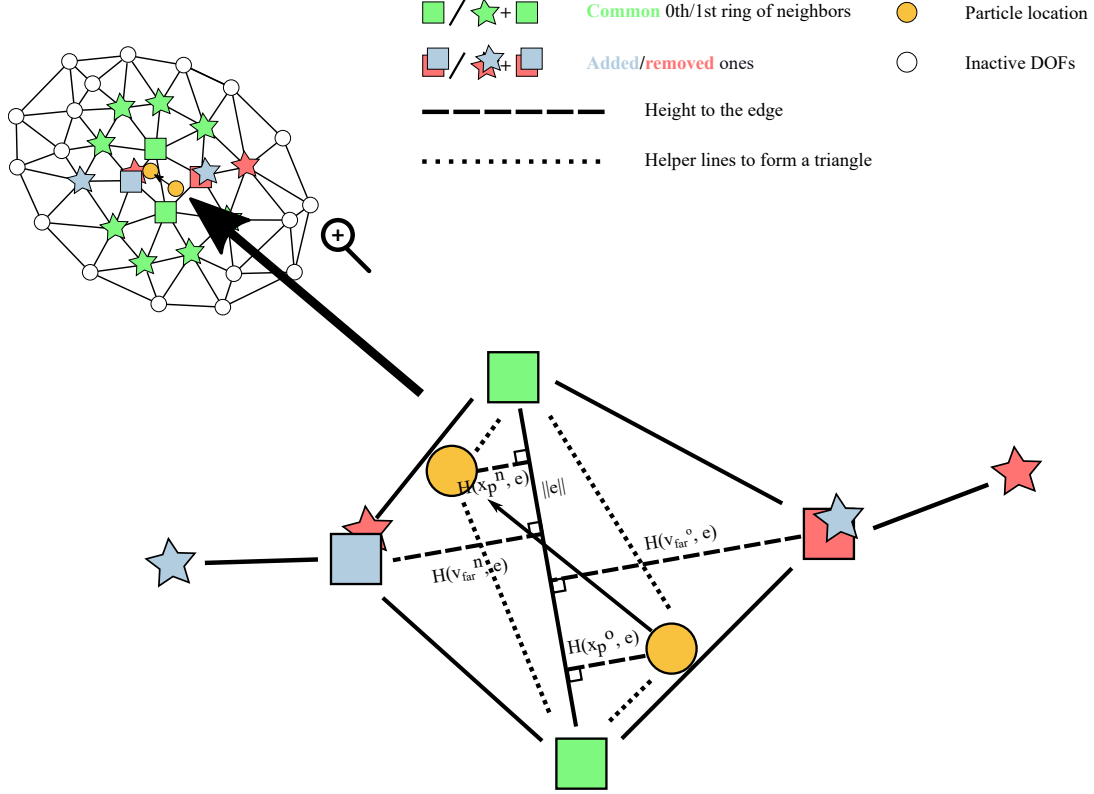 / + Common 0th/1st ring of neighbors Particle location
/ + Added/removed ones Inactive DOFs
Height to the edge
Helper lines to form a triangle
+
H(x_p^n, e)
||e||
H(v_far^o, e)
H(v_far^n, e)
H(x_p^o, e)